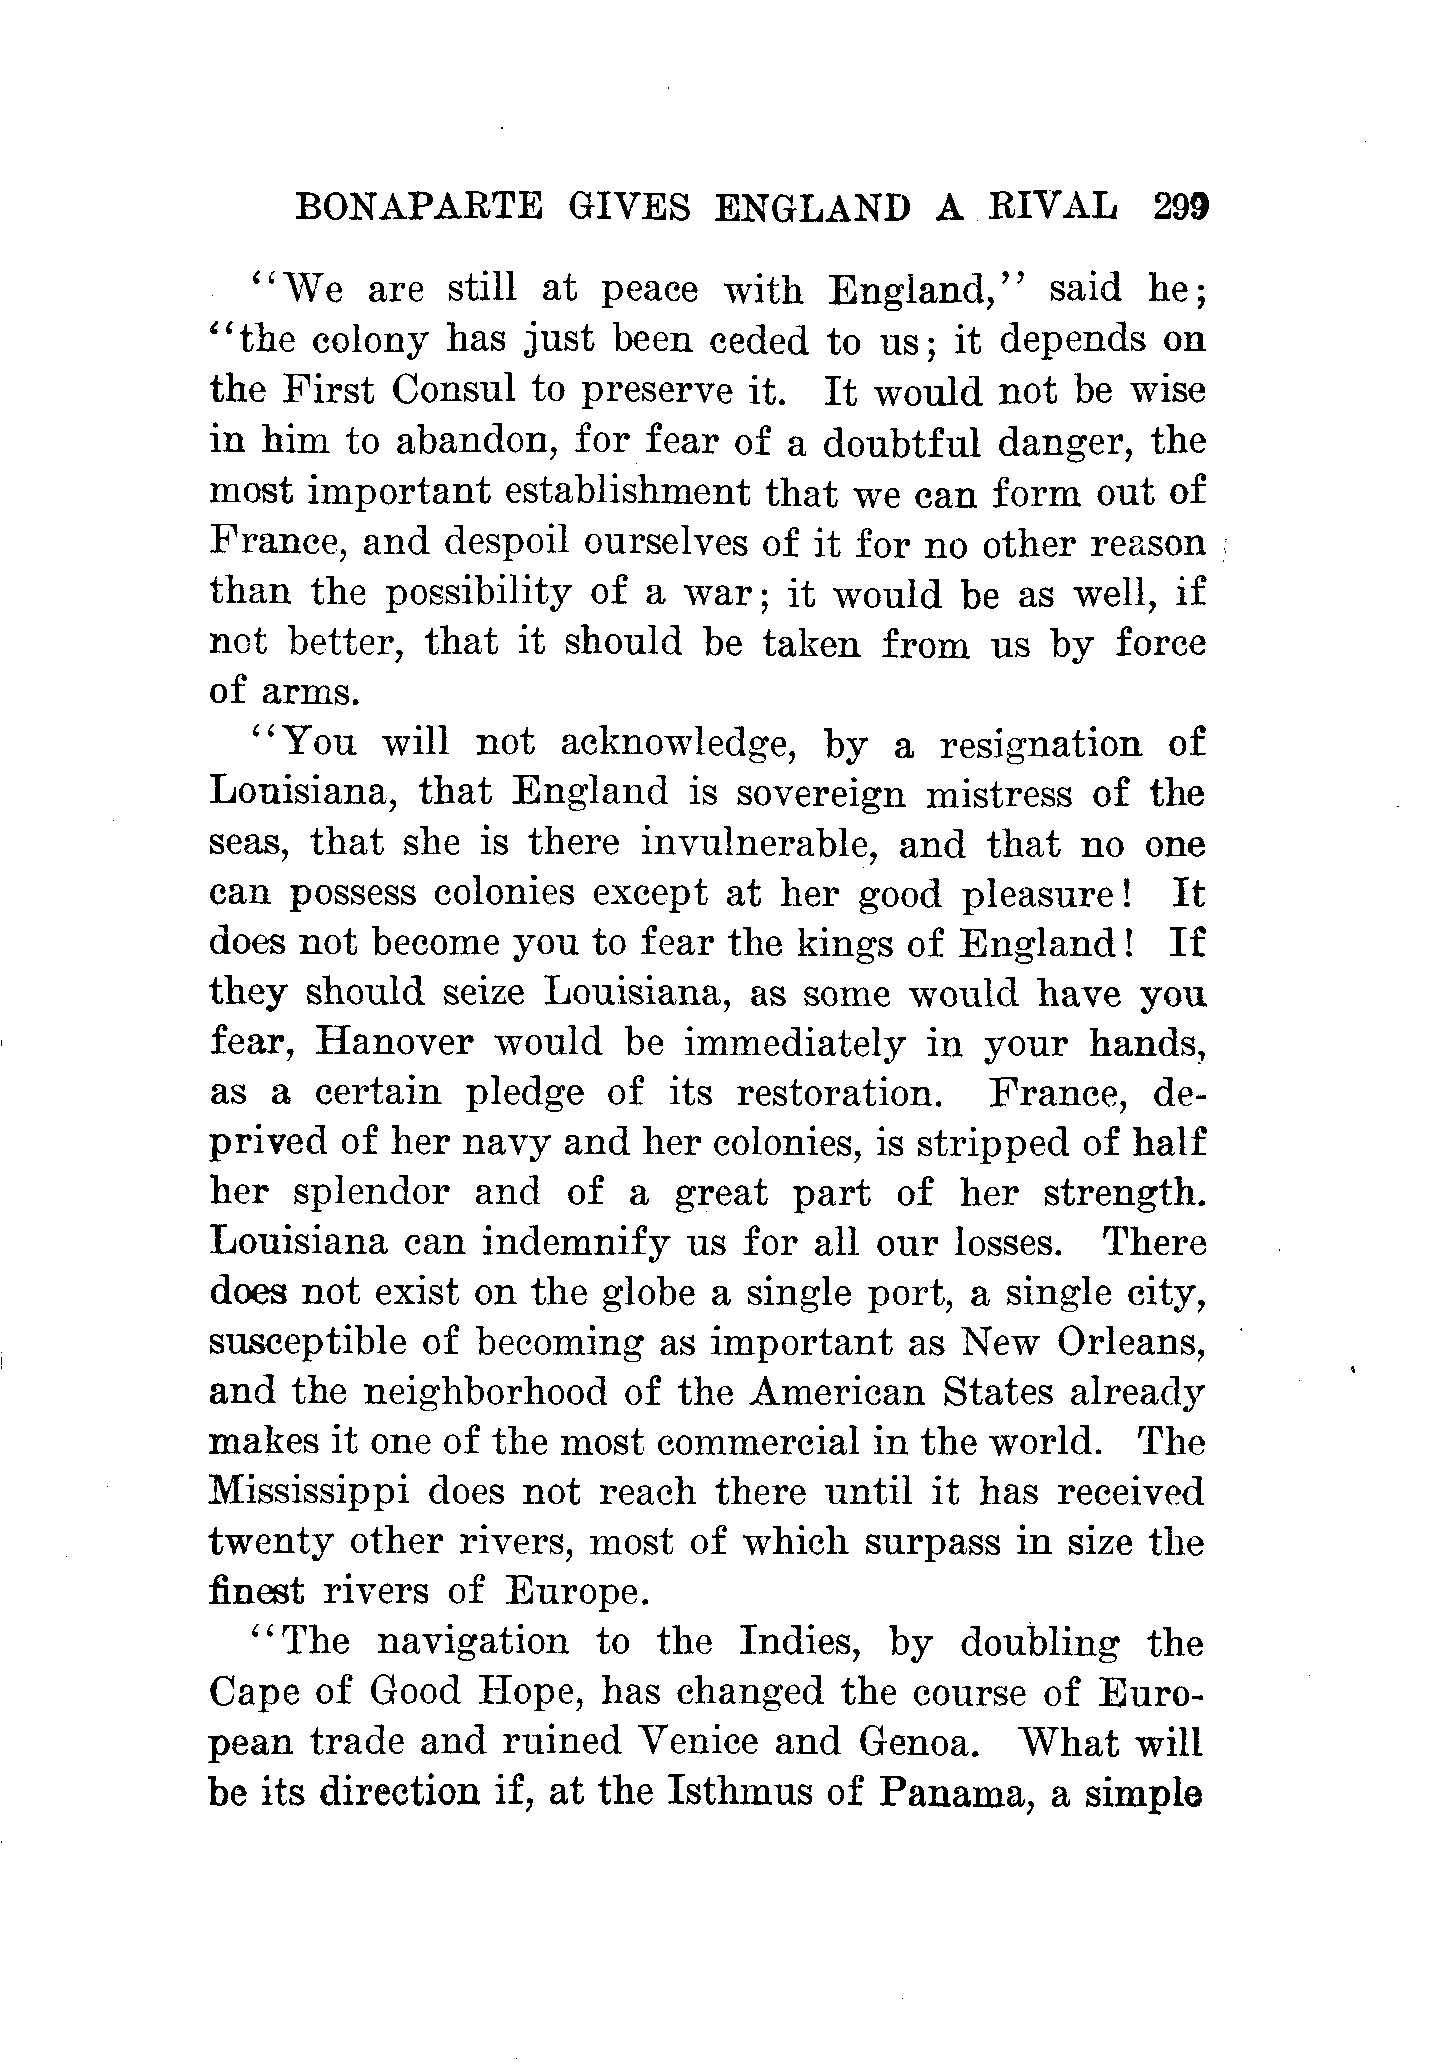 BONAPARTE GIVES ENGLAND A RIVAL 299
"We are still at peace with England," said he;
"the colony has just been ceded to us; it depends on
the First Consul to preserve it. It would not be wise
in him to abandon, for fear of a doubtful danger, the
most important establishment that we can form out of
France, and despoil ourselves of it for no other reason
than the possibility of a war; it would be as well, if
not better, that it should be taken from us by force
of arms.
"You will not acknowledge, by a resignation of
Louisiana, that England is sovereign mistress of the
seas, that she is there invulnerable, and that no one
can possess colonies except at her good pleasure! It
does not become you to fear the kings of England! If
they should seize Louisiana, as some would have you
fear, Hanover would be immediately in your hands,
as a certain pledge of its restoration. France, de-
prived of her navy and her colonies, is stripped of half
her splendor and of a great part of her strength.
Louisiana can indemnify us for all our losses. There
does not exist on the globe a single port, a single city,
susceptible of becoming as important as New Orleans,
and the neighborhood of the American States already
makes it one of the most commercial in the world. The
Mississippi does not reach there until it has received
twenty other rivers, most of which surpass in size the
finest rivers of Europe.
"The navigation to the Indies, by doubling the
Cape of Good Hope, has changed the course of Euro-
pean trade and ruined Venice and Genoa. What will
be its direction if, at the Isthmus of Panama, a simple